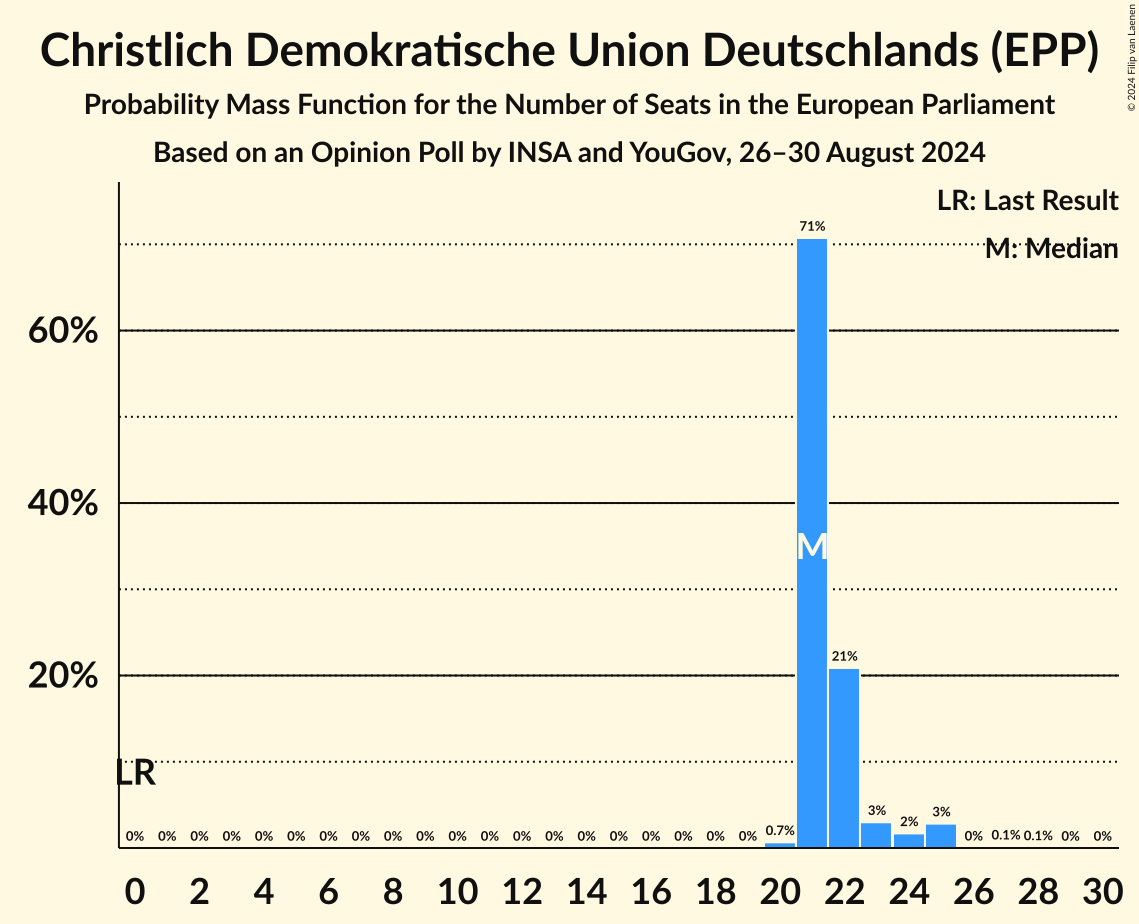 Christlich Demokratische Union Deutschlands (EPP)
Probability Mass Function for the Number of Seats in the European Parliament
Based on an Opinion Poll by INSA and YouGov, 26–30 August 2024
© 2024 Filip van Laenen
LR: Last Result
M: Median
71%
60%
40%
M
21%
20%
LR
0% 0% 0% 0% 0% 0% 0% 0% 0% 0% 0% 0% 0% 0% 0% 0% 0% 0% 0% 0% 0.7% 3% 2% 3% 0% 0.1% 0.1% 0% 0%
0 2 4 6 8 10 12 14 16 18 20 22 24 26 28 30